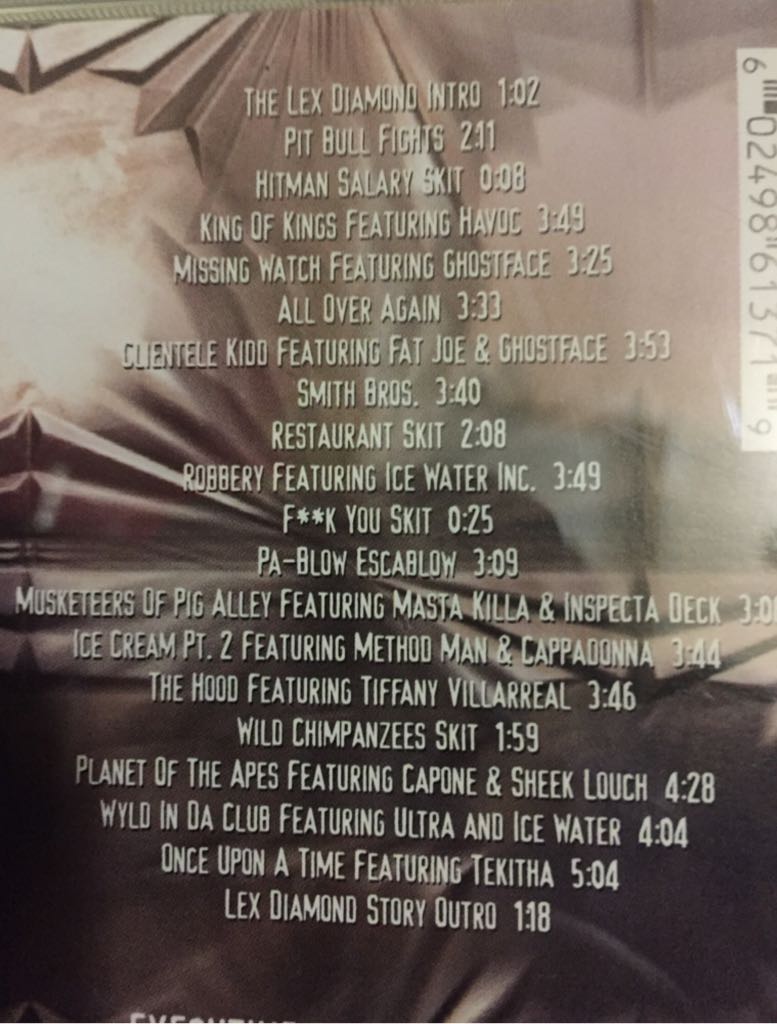 The Lex Diamond Intro 1:02
Pit Bull Fights 2:11
Hitman Salary Skit 0:08
King Of Kings Featuring Havoc 3:49
Missing Watch Featuring Ghostface 3:25
All Over Again 3:33
Clientele Kidd Featuring Fat Joe & Ghostface 3:53
Smith Bros. 3:40
Restaurant Skit 2:08
Robbery Featuring Ice Water Inc. 3:49
F**k You Skit 0:25
Pa-Blow Escablow 3:09
Musketeers Of Pig Alley Featuring Masta Killa & Inspecta Deck
Ice Cream Pt. 2 Featuring Method Man & Cappadonna 3:44
The Hood Featuring Tiffany Villarreal 3:46
Wild Chimpanzees Skit 1:59
Planet Of The Apes Featuring Capone & Sheek Louch 4:28
Wyld In Da Club Featuring Ultra and Ice Water 4:04
Once Upon A Time Featuring Tekitha 5:04
Lex Diamond Story Outro 1:18
6 02498 61371 9